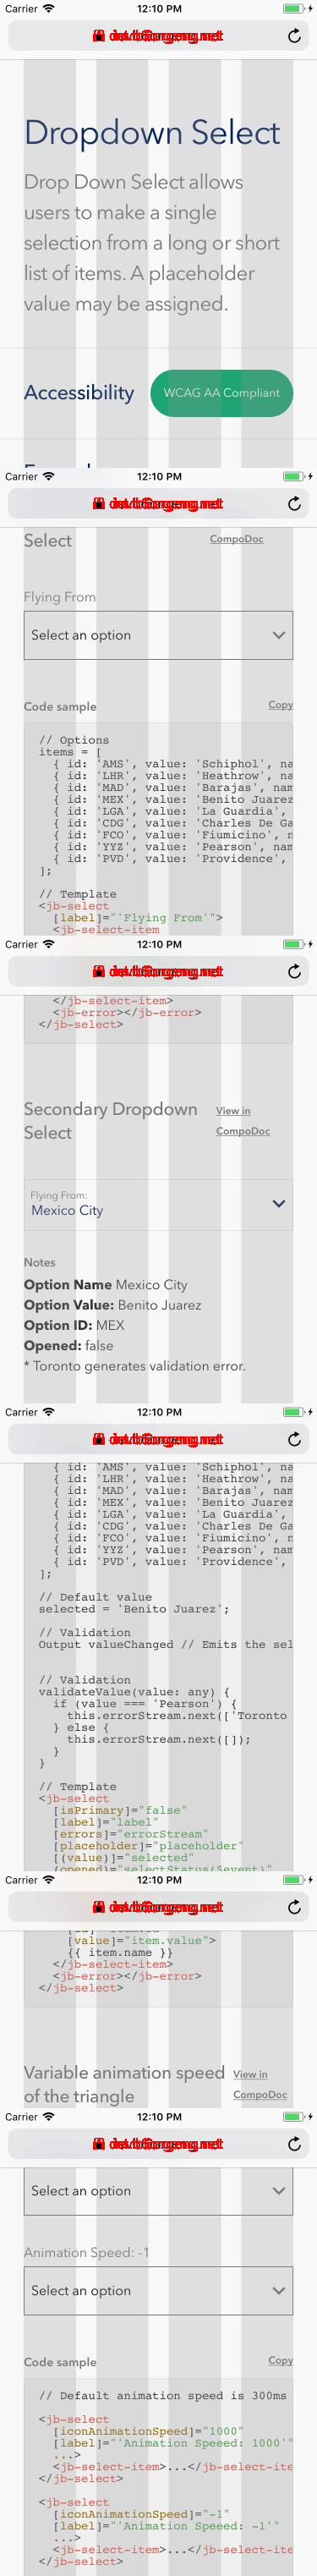 Carrier 12:10 PM
Dropdown Select
Drop Down Select allows
users to make a single
selection from a long or short
list of items. A placeholder
value may be assigned.
Accessibility WCAG AA Compliant
Carrier 12:10 PM
Select CompoDoc
Flying From
Select an option
Code sample Copy
// Options
items = [
{ id: 'AMS', value: 'Schiphol', na
{ id: 'LHR', value: 'Heathrow', na
{ id: 'MAD', value: 'Barajas', nam
{ id: 'MEX', value: 'Benito Juarez
{ id: 'LGA', value: 'La Guardia',
{ id: 'CDG', value: 'Charles De Ga
{ id: 'FCO', value: 'Fiumicino', n
{ id: 'YYZ', value: 'Pearson', nam
{ id: 'PVD', value: 'Providence',
];
// Template
<jb-select
[label]="'Flying From'">
<jb-select-item
Carrier 12:10 PM
</jb-select-item>
<jb-error></jb-error>
</jb-select>
Secondary Dropdown View in
Select CompoDoc
Flying From:
Mexico City
Notes
Option Name Mexico City
Option Value: Benito Juarez
Option ID: MEX
Opened: false
* Toronto generates validation error.
Carrier 12:10 PM
{ id: 'AMS', value: 'Schiphol', na
{ id: 'LHR', value: 'Heathrow', na
{ id: 'MAD', value: 'Barajas', nam
{ id: 'MEX', value: 'Benito Juarez
{ id: 'LGA', value: 'La Guardia',
{ id: 'CDG', value: 'Charles De Ga
{ id: 'FCO', value: 'Fiumicino', n
{ id: 'YYZ', value: 'Pearson', nam
{ id: 'PVD', value: 'Providence',
];
// Default value
selected = 'Benito Juarez';
// Validation
Output valueChanged // Emits the sel
// Validation
validateValue(value: any) {
if (value === 'Pearson') {
this.errorStream.next(['Toronto
} else {
this.errorStream.next([]);
}
}
// Template
<jb-select
[isPrimary]="false"
[label]="label"
[errors]="errorStream"
[placeholder]="placeholder"
[(value)]="selected"
(opened)="selectStatus($event)"
Carrier 12:10 PM
[value]="item.value">
{{ item.name }}
</jb-select-item>
<jb-error></jb-error>
</jb-select>
Variable animation speed View in
of the triangle CompoDoc
Carrier 12:10 PM
Select an option
Animation Speed: -1
Select an option
Code sample Copy
// Default animation speed is 300ms
<jb-select
[iconAnimationSpeed]="1000"
[label]="'Animation Speeed: 1000'"
...>
<jb-select-item>...</jb-select-ite
</jb-select>
<jb-select
[iconAnimationSpeed]="-1"
[label]="'Animation Speeed: -1'"
...>
<jb-select-item>...</jb-select-ite
</jb-select>